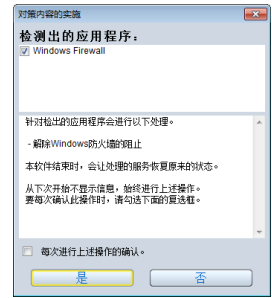 对策内容的实施
检测出的应用程序：
Windows Firewall
针对检出的应用程序会进行以下处理。
- 解除Windows防火墙的阻止
本软件结束时，会让处理的服务恢复原来的状态。
从下次开始不显示信息，始终进行上述操作。
要每次确认此操作时，请勾选下面的复选框。
每次进行上述操作的确认。
是
否